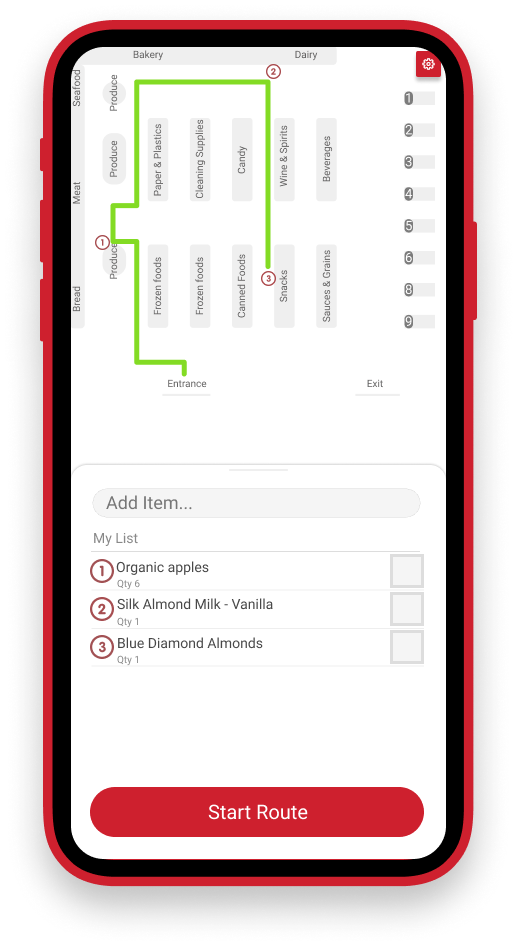 Bakery
Dairy
Seafood
Produce
2
1
Produce
Paper & Plastics
Cleaning Supplies
Candy
Wine & Spirits
Beverages
2
3
Meat
4
5
1
Produce
6
Bread
Frozen foods
Frozen foods
Canned Foods
3
Snacks
Sauces & Grains
8
9
Entrance
Exit
Add Item...
My List
1 Organic apples
Qty 6
2 Silk Almond Milk - Vanilla
Qty 1
3 Blue Diamond Almonds
Qty 1
Start Route